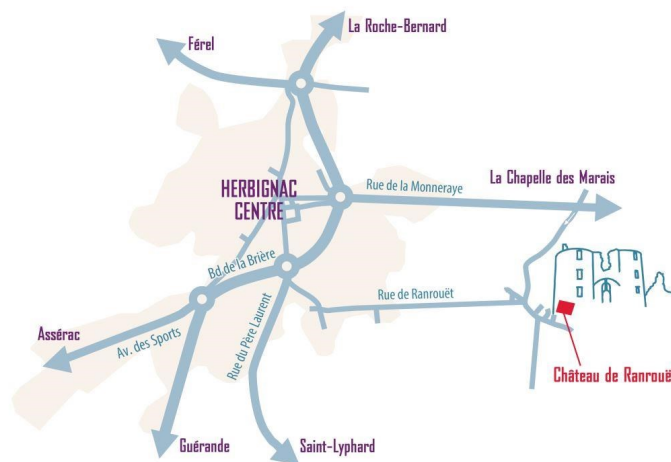 La Roche-Bernard
Férel
HERBIGNAC
CENTRE
Rue de la Monneraye
La Chapelle des Marais
Bd de la Brière
Rue de Ranrouët
Assérac
Av. des Sports
Rue du Père Laurent
Château de Ranrouë
Guérande
Saint-Lyphard